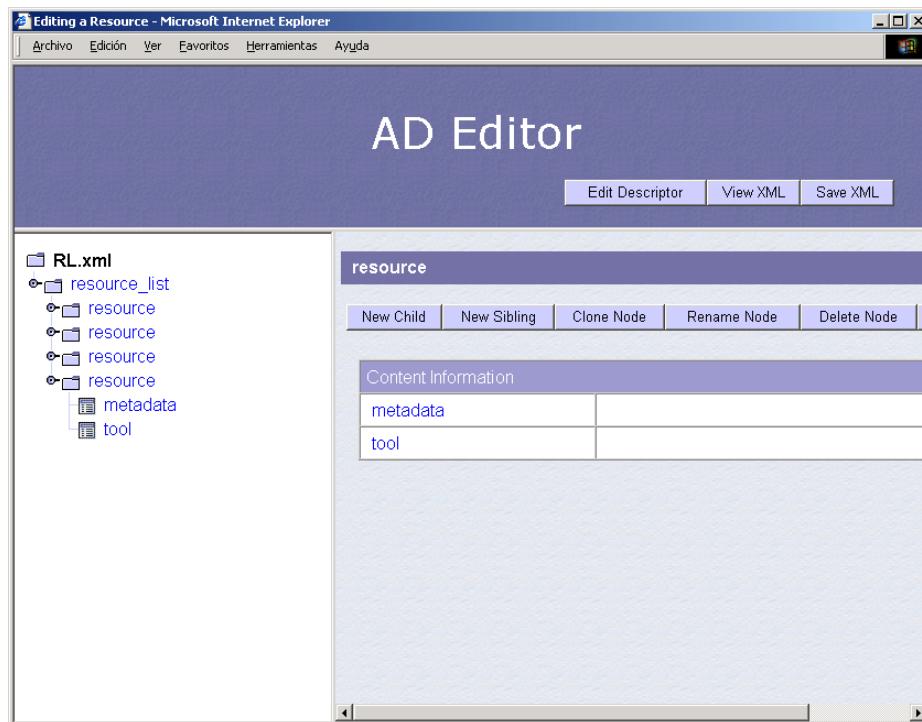 Editing a Resource - Microsoft Internet Explorer
Archivo Edición Ver Favoritos Herramientas Ayuda
AD Editor
Edit Descriptor View XML Save XML
RL.xml
resource_list
resource
resource
resource
resource
metadata
tool
resource
New Child New Sibling Clone Node Rename Node Delete Node
Content Information
metadata
tool